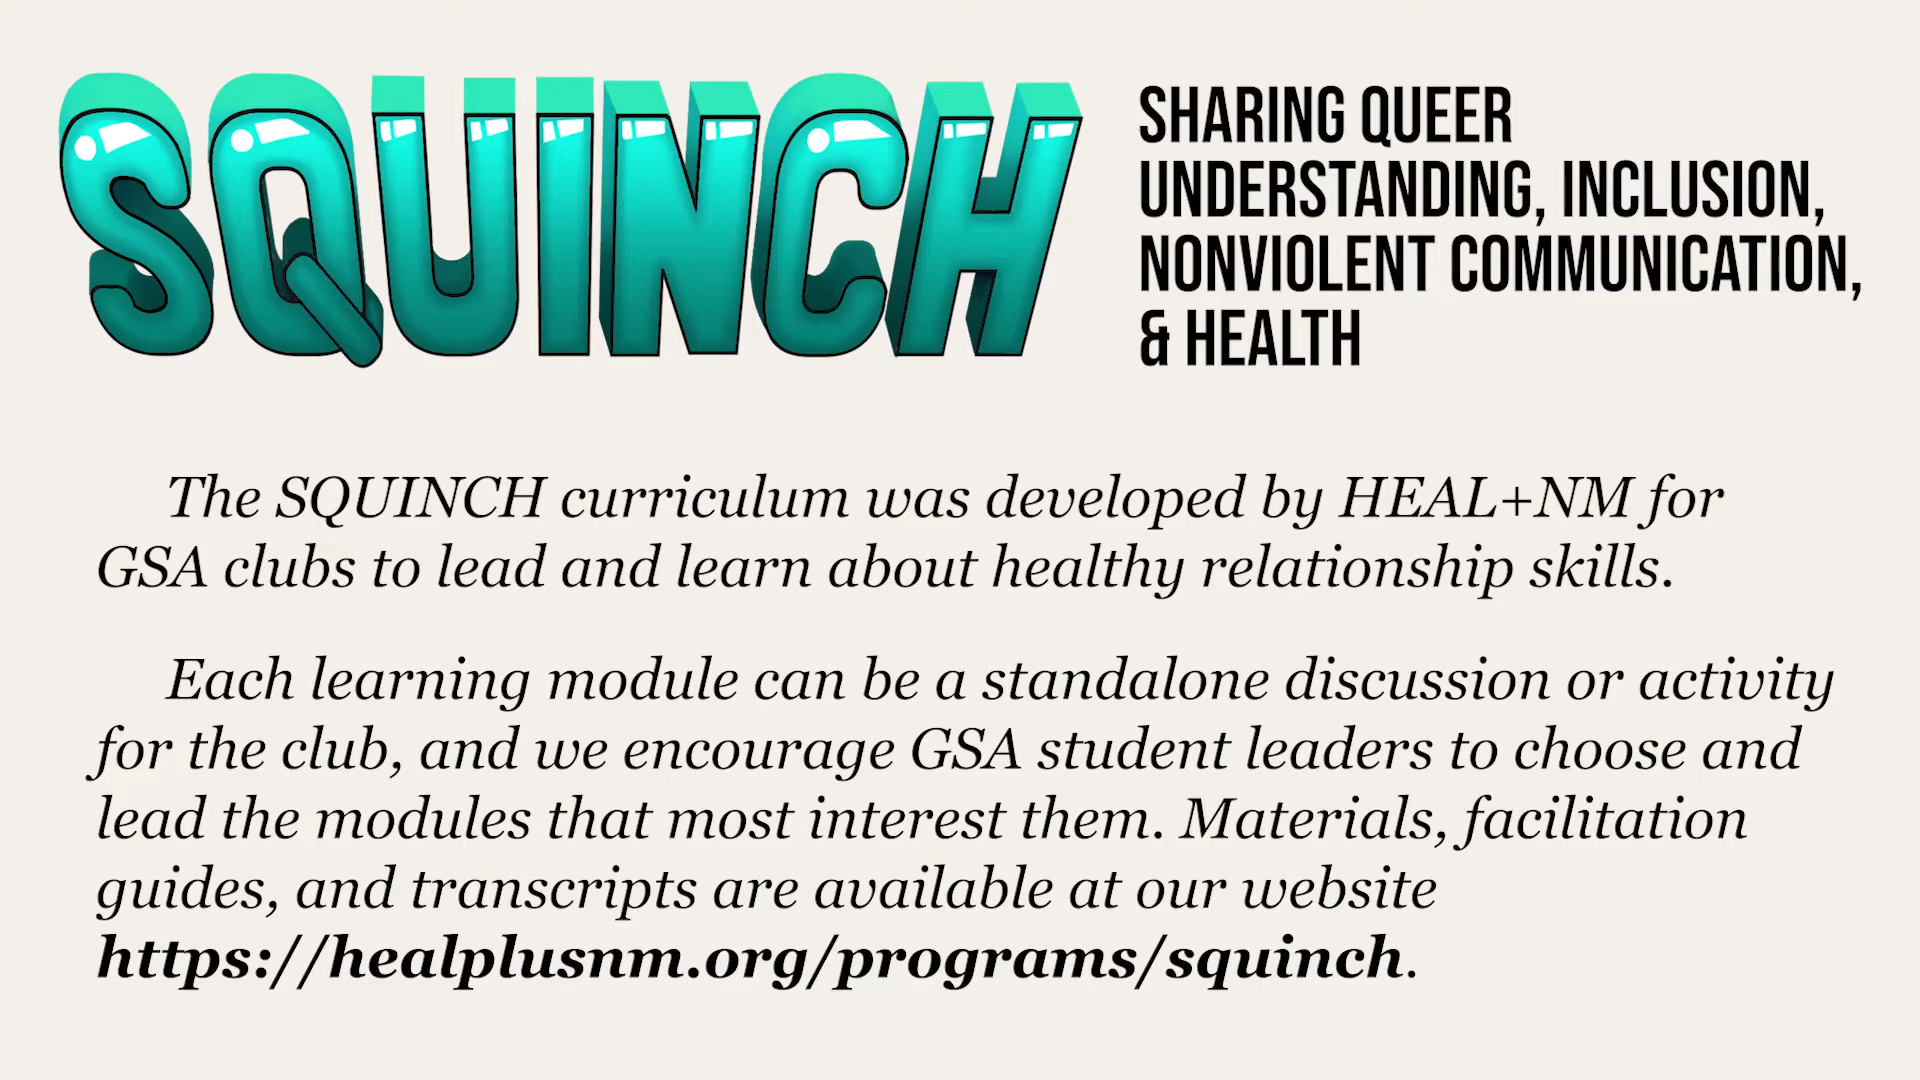 SQUINCH
SHARING QUEER
UNDERSTANDING, INCLUSION,
NONVIOLENT COMMUNICATION,
& HEALTH
The SQUINCH curriculum was developed by HEAL+NM for
GSA clubs to lead and learn about healthy relationship skills.
Each learning module can be a standalone discussion or activity
for the club, and we encourage GSA student leaders to choose and
lead the modules that most interest them. Materials, facilitation
guides, and transcripts are available at our website
https://healplusnm.org/programs/squinch.